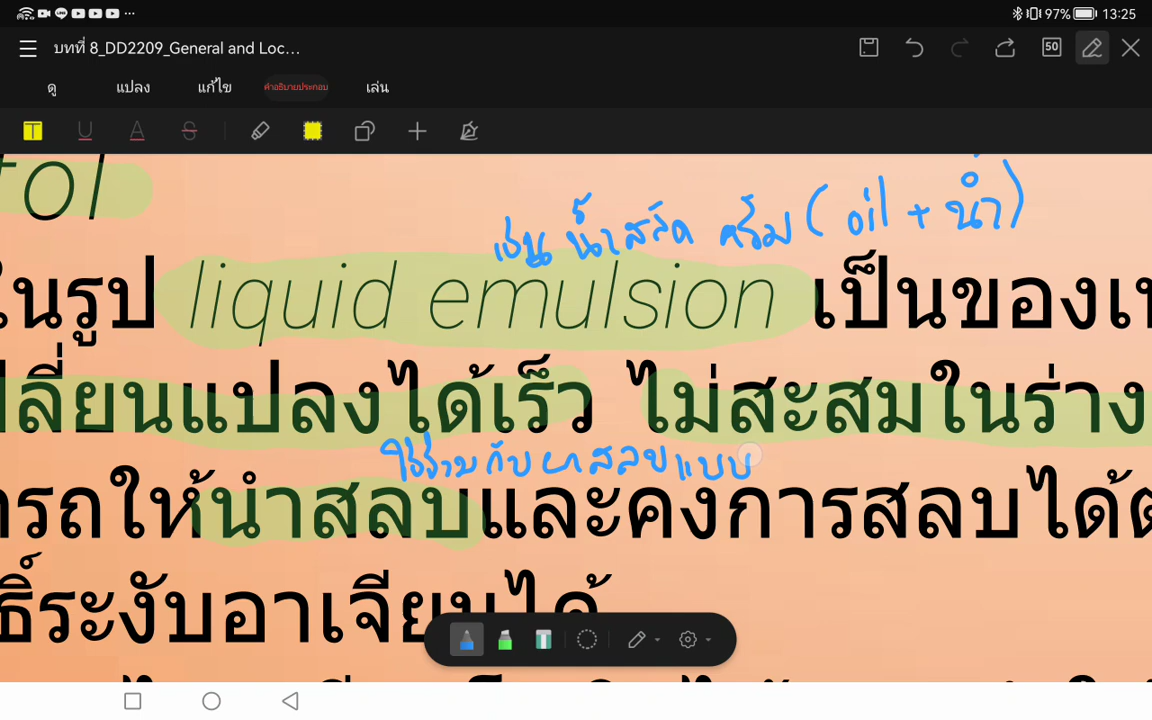 97% 13:25
บทที่ 8_DD2209_General and Loc...
50
ดู แปลง แก้ไข คำอธิบายประกอบ เล่น
T U A S
tol
เช่น น้ำสลัด ครีม (oil + น้ำ)
ในรูป liquid emulsion เป็นของเห
ปลี่ยนแปลงได้เร็ว ไม่สะสมในร่าง
ใช้ร่วมกับยาสลบแบบ
ารถให้นำสลบและคงการสลบได้ต
ธิ์ระงับอาเจียนได้